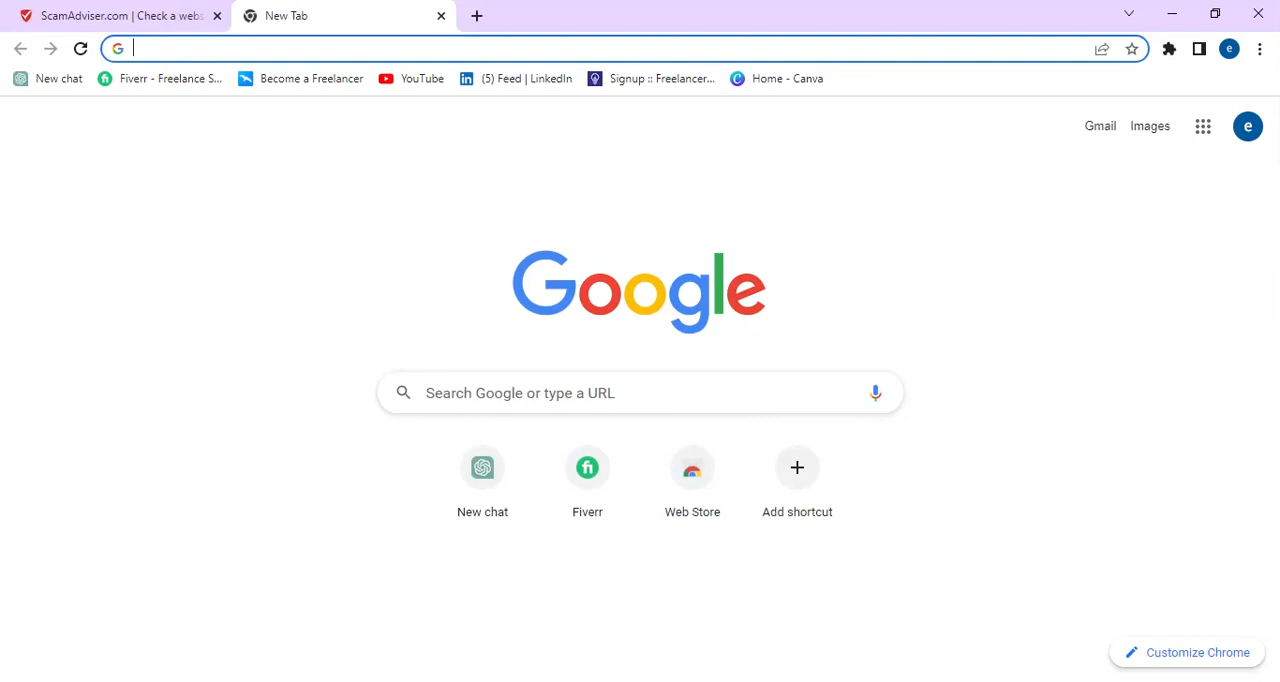 ScamAdviser.com | Check a webs
New Tab
New chat
Fiverr - Freelance S...
Become a Freelancer
YouTube
(5) Feed | LinkedIn
Signup :: Freelancer...
Home - Canva
e
Gmail
Images
e
Google
Search Google or type a URL
New chat
Fiverr
Web Store
Add shortcut
Customize Chrome